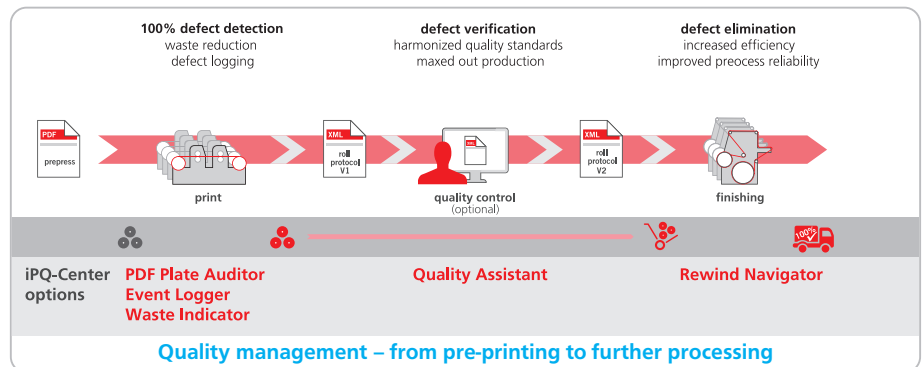 100% defect detection
waste reduction
defect logging
defect verification
harmonized quality standards
maxed out production
defect elimination
increased efficiency
improved preocess reliability
PDF
prepress
print
XML
roll
protocol
V1
XML
quality control
(optional)
XML
roll
protocol
V2
finishing
100%
iPQ-Center
options
PDF Plate Auditor
Event Logger
Waste Indicator
Quality Assistant
Rewind Navigator
Quality management – from pre-printing to further processing